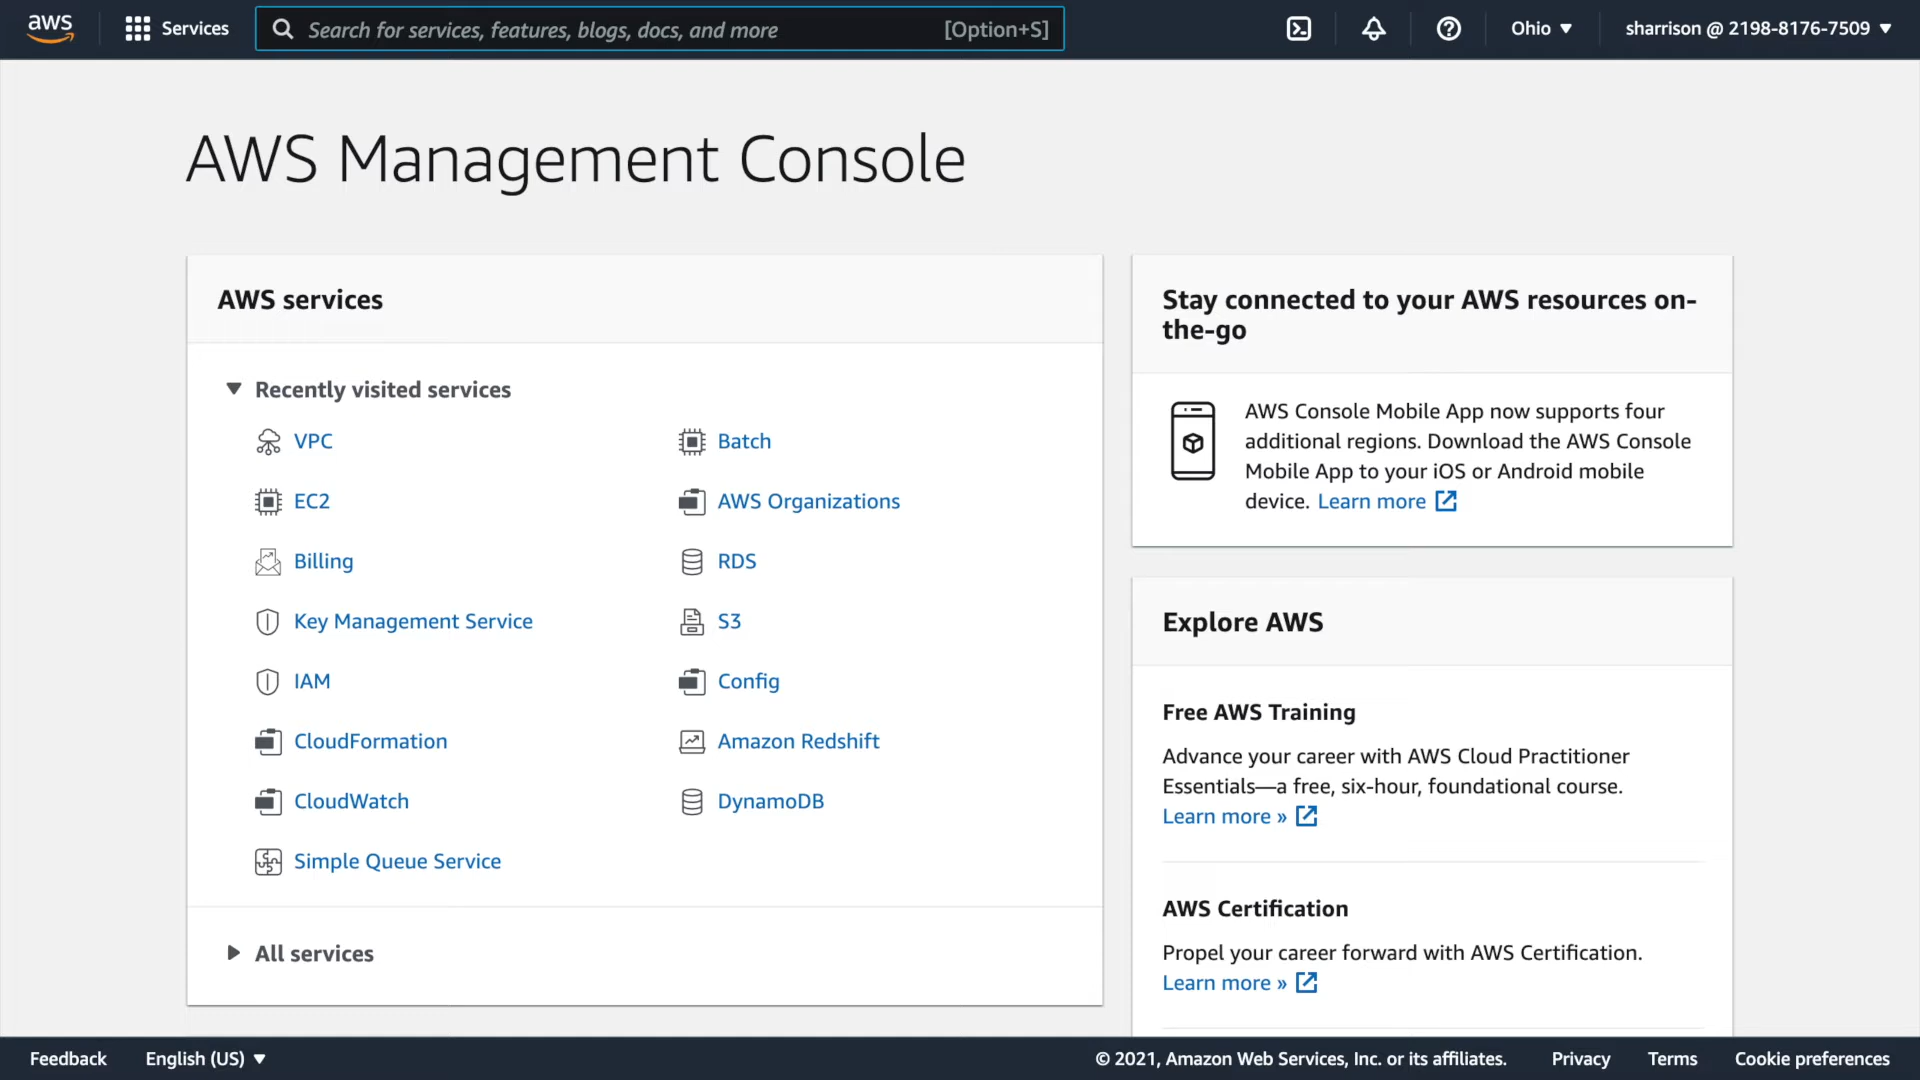 aws
Services
Search for services, features, blogs, docs, and more
[Option+S]
Ohio
sharrison @ 2198-8176-7509
AWS Management Console
AWS services
Recently visited services
VPC
EC2
Billing
Key Management Service
IAM
CloudFormation
CloudWatch
Simple Queue Service
Batch
AWS Organizations
RDS
S3
Config
Amazon Redshift
DynamoDB
All services
Stay connected to your AWS resources on-
the-go
AWS Console Mobile App now supports four
additional regions. Download the AWS Console
Mobile App to your iOS or Android mobile
device. Learn more
Explore AWS
Free AWS Training
Advance your career with AWS Cloud Practitioner
Essentials—a free, six-hour, foundational course.
Learn more »
AWS Certification
Propel your career forward with AWS Certification.
Learn more »
Feedback
English (US)
© 2021, Amazon Web Services, Inc. or its affiliates.
Privacy
Terms
Cookie preferences